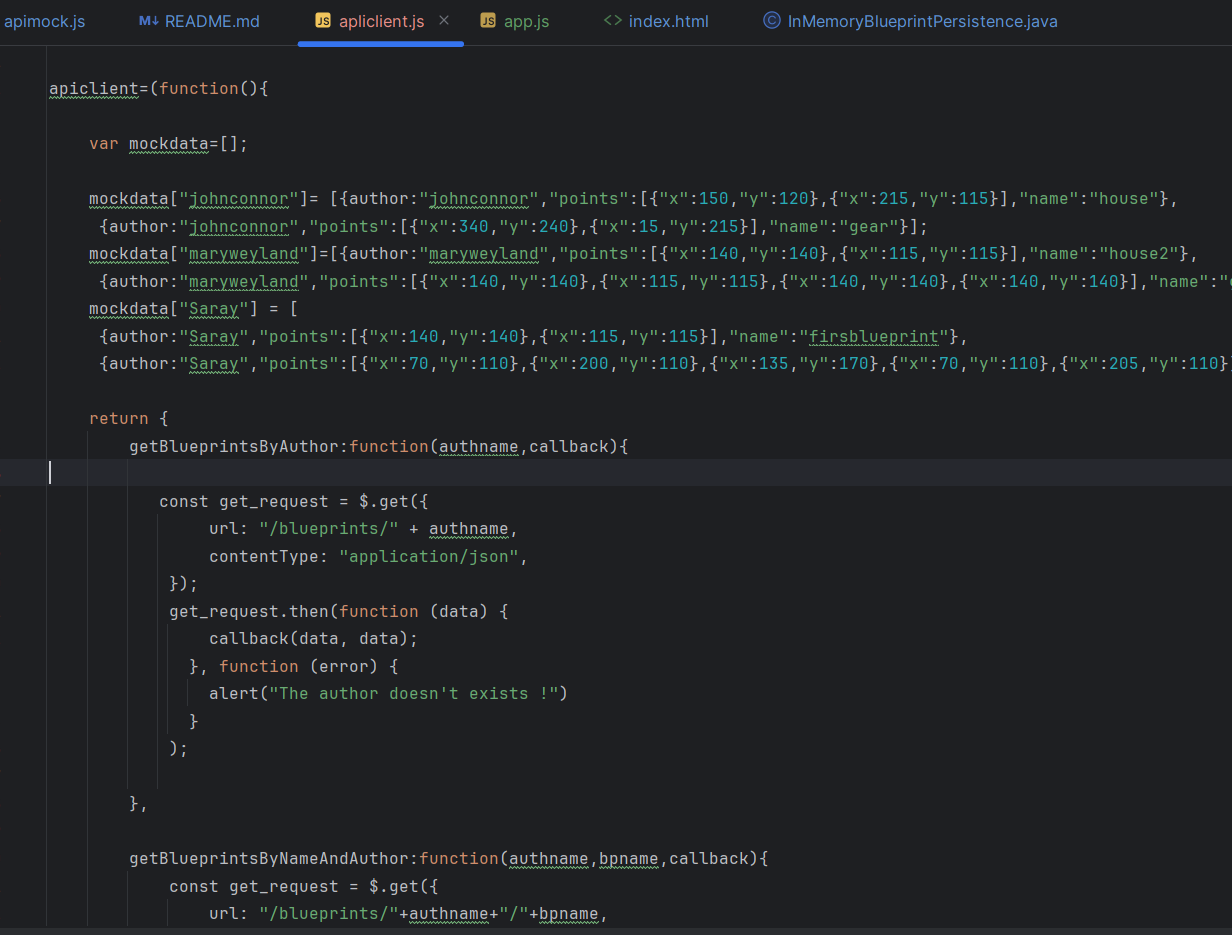 apimock.js README.md JS apliclient.js JS app.js index.html C InMemoryBlueprintPersistence.java
apiclient=(function(){
var mockdata=[];
mockdata["johnconnor"]= [{author:"johnconnor","points":[{"x":150,"y":120},{"x":215,"y":115}],"name":"house"},
{author:"johnconnor","points":[{"x":340,"y":240},{"x":15,"y":215}],"name":"gear"}];
mockdata["maryweyland"]=[{author:"maryweyland","points":[{"x":140,"y":140},{"x":115,"y":115}],"name":"house2"},
{author:"maryweyland","points":[{"x":140,"y":140},{"x":115,"y":115},{"x":140,"y":140},{"x":140,"y":140}],"name":"
mockdata["Saray"] = [
{author:"Saray","points":[{"x":140,"y":140},{"x":115,"y":115}],"name":"firsblueprint"},
{author:"Saray","points":[{"x":70,"y":110},{"x":200,"y":110},{"x":135,"y":170},{"x":70,"y":110},{"x":205,"y":110}
return {
getBlueprintsByAuthor:function(authname,callback){
const get_request = $.get({
url: "/blueprints/" + authname,
contentType: "application/json",
});
get_request.then(function (data) {
callback(data, data);
}, function (error) {
alert("The author doesn't exists !")
}
);
},
getBlueprintsByNameAndAuthor:function(authname,bpname,callback){
const get_request = $.get({
url: "/blueprints/"+authname+"/"+bpname,